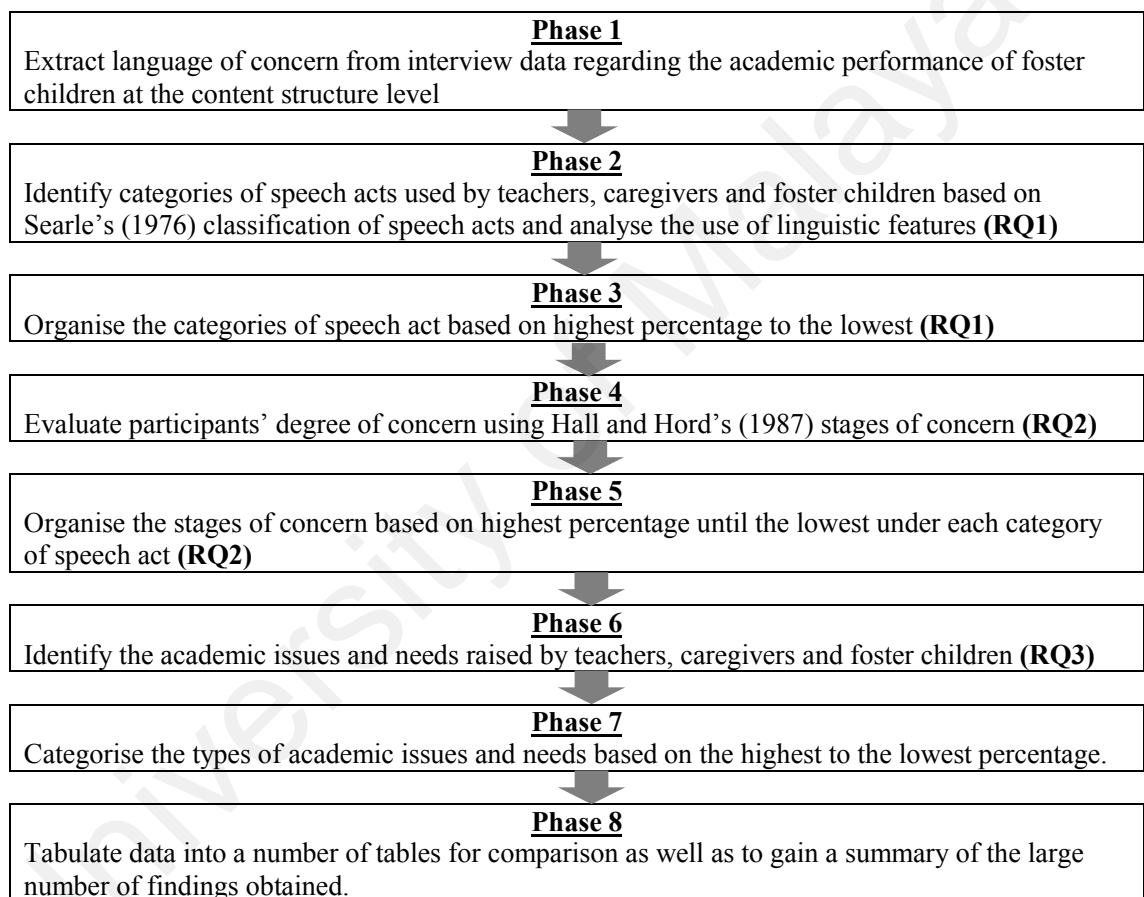 Phase 1
Extract language of concern from interview data regarding the academic performance of foster
children at the content structure level
Phase 2
Identify categories of speech acts used by teachers, caregivers and foster children based on
Searle’s (1976) classification of speech acts and analyse the use of linguistic features (RQ1)
Phase 3
Organise the categories of speech act based on highest percentage to the lowest (RQ1)
Phase 4
Evaluate participants’ degree of concern using Hall and Hord’s (1987) stages of concern (RQ2)
Phase 5
Organise the stages of concern based on highest percentage until the lowest under each category
of speech act (RQ2)
Phase 6
Identify the academic issues and needs raised by teachers, caregivers and foster children (RQ3)
Phase 7
Categorise the types of academic issues and needs based on the highest to the lowest percentage.
Phase 8
Tabulate data into a number of tables for comparison as well as to gain a summary of the large
number of findings obtained.
University of Malaya